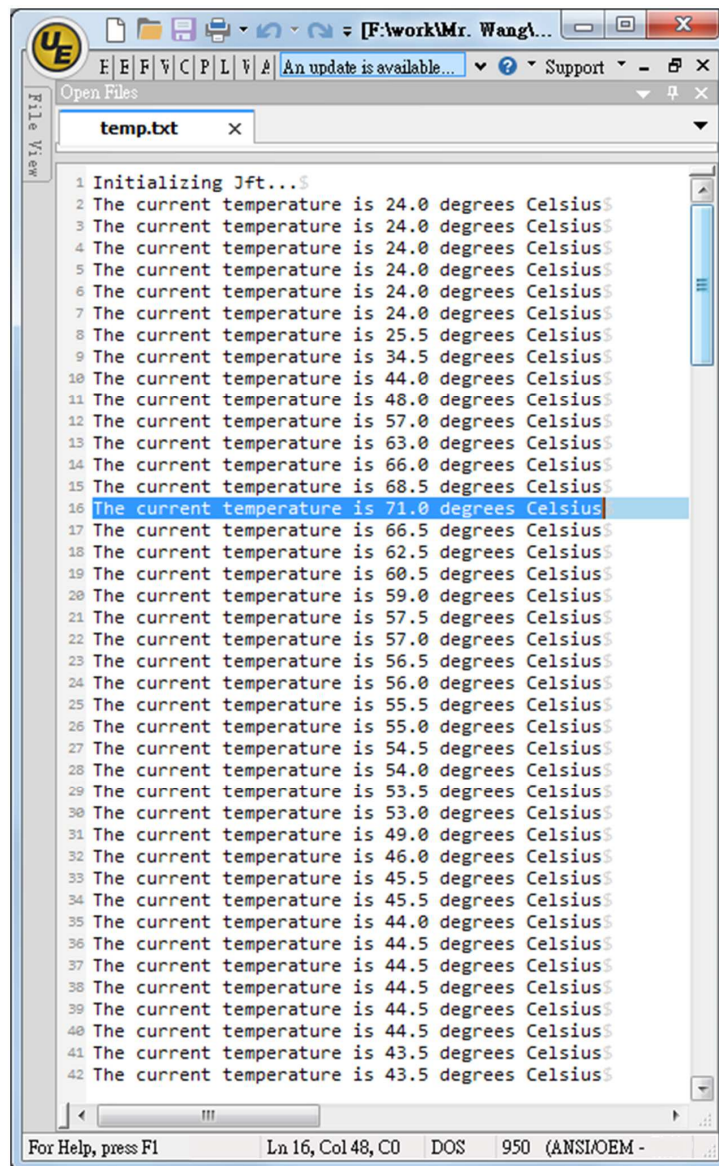 UE
[F:\work\Mr. Wang\...
E E F V C P L V A An update is available... Support
Open Files
File View
temp.txt
1 Initializing Jft...$
2 The current temperature is 24.0 degrees Celsius$
3 The current temperature is 24.0 degrees Celsius$
4 The current temperature is 24.0 degrees Celsius$
5 The current temperature is 24.0 degrees Celsius$
6 The current temperature is 24.0 degrees Celsius$
7 The current temperature is 24.0 degrees Celsius$
8 The current temperature is 25.5 degrees Celsius$
9 The current temperature is 34.5 degrees Celsius$
10 The current temperature is 44.0 degrees Celsius$
11 The current temperature is 48.0 degrees Celsius$
12 The current temperature is 57.0 degrees Celsius$
13 The current temperature is 63.0 degrees Celsius$
14 The current temperature is 66.0 degrees Celsius$
15 The current temperature is 68.5 degrees Celsius$
16 The current temperature is 71.0 degrees Celsius
17 The current temperature is 66.5 degrees Celsius$
18 The current temperature is 62.5 degrees Celsius$
19 The current temperature is 60.5 degrees Celsius$
20 The current temperature is 59.0 degrees Celsius$
21 The current temperature is 57.5 degrees Celsius$
22 The current temperature is 57.0 degrees Celsius$
23 The current temperature is 56.5 degrees Celsius$
24 The current temperature is 56.0 degrees Celsius$
25 The current temperature is 55.5 degrees Celsius$
26 The current temperature is 55.0 degrees Celsius$
27 The current temperature is 54.5 degrees Celsius$
28 The current temperature is 54.0 degrees Celsius$
29 The current temperature is 53.5 degrees Celsius$
30 The current temperature is 53.0 degrees Celsius$
31 The current temperature is 49.0 degrees Celsius$
32 The current temperature is 46.0 degrees Celsius$
33 The current temperature is 45.5 degrees Celsius$
34 The current temperature is 45.5 degrees Celsius$
35 The current temperature is 44.0 degrees Celsius$
36 The current temperature is 44.5 degrees Celsius$
37 The current temperature is 44.5 degrees Celsius$
38 The current temperature is 44.5 degrees Celsius$
39 The current temperature is 44.5 degrees Celsius$
40 The current temperature is 44.5 degrees Celsius$
41 The current temperature is 43.5 degrees Celsius$
42 The current temperature is 43.5 degrees Celsius$
For Help, press F1 Ln 16, Col 48, C0 DOS 950 (ANSI/OEM -